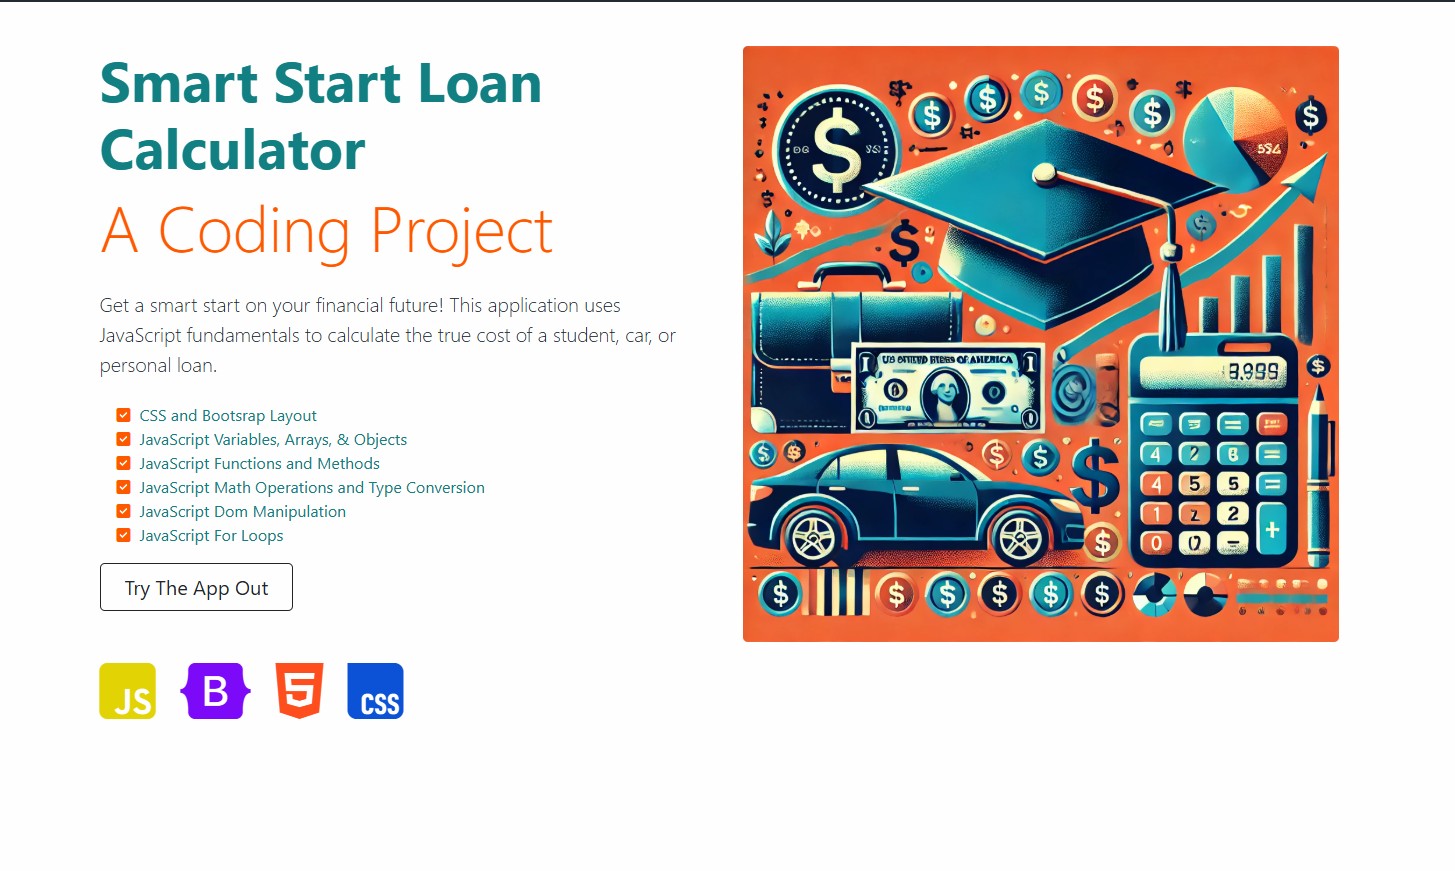 Smart Start Loan
Calculator
A Coding Project
Get a smart start on your financial future! This application uses
JavaScript fundamentals to calculate the true cost of a student, car, or
personal loan.
CSS and Bootsrap Layout
JavaScript Variables, Arrays, & Objects
JavaScript Functions and Methods
JavaScript Math Operations and Type Conversion
JavaScript Dom Manipulation
JavaScript For Loops
Try The App Out
JS B 5 CSS